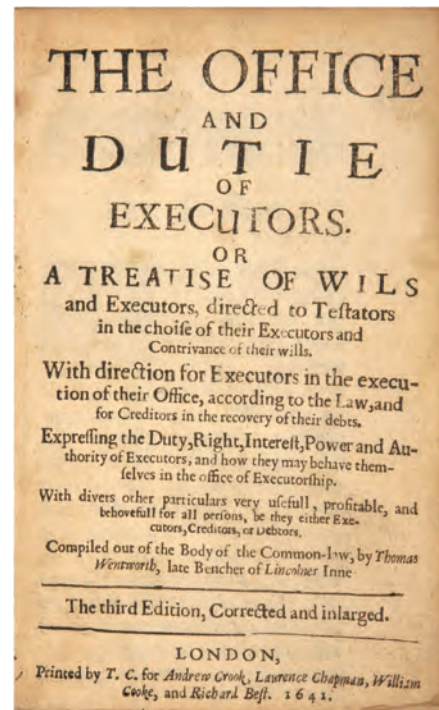 THE OFFICE
AND
DUTIE
OF
EXECUTORS.
OR
A TREATISE OF WILS
and Executors, directed to Teſtators
in the choiſe of their Executors and
Contrivance of their wills.
With direction for Executors in the execu-
tion of their Office, according to the Law, and
for Creditors in the recovery of their debts.
Expreſſing the Duty, Right, Intereſt, Power and Au-
thority of Executors, and how they may behave them-
ſelves in the office of Executorſhip.
With divers other particulars very uſefull, profitable, and
behovefull for all perſons, be they either Exe-
cutors, Creditors, or Debtors.
Compiled out of the Body of the Common-law, by Thomas
Wentworth, late Bencher of Lincolner Inne
The third Edition, Corrected and inlarged.
LONDON,
Printed by T. C. for Andrew Crook, Laurence Chapman, William
Cooke, and Richard Beſt. 1641.